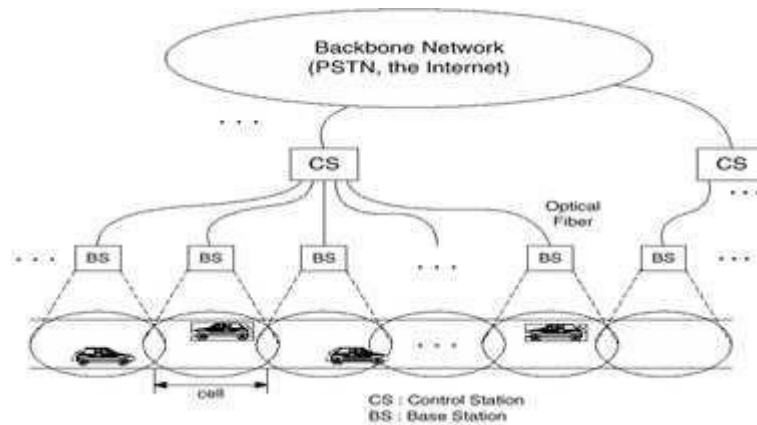 Backbone Network
(PSTN, the Internet)
CS
CS
Optical
Fiber
BS
BS
BS
BS
BS
cell
CS : Control Station
BS : Base Station